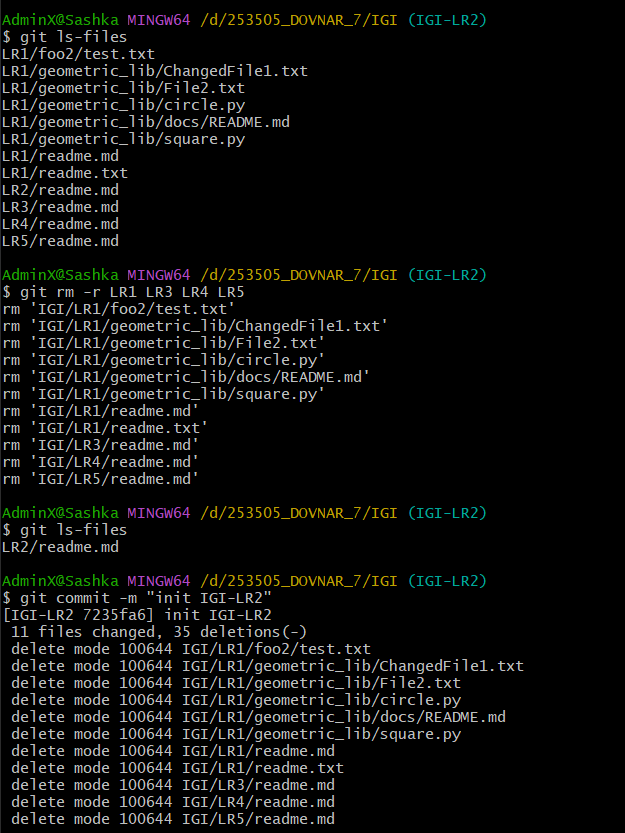 AdminX@Sashka MINGW64 /d/253505_DOVNAR_7/IGI (IGI-LR2)
$ git ls-files
LR1/foo2/test.txt
LR1/geometric_lib/ChangedFile1.txt
LR1/geometric_lib/File2.txt
LR1/geometric_lib/circle.py
LR1/geometric_lib/docs/README.md
LR1/geometric_lib/square.py
LR1/readme.md
LR1/readme.txt
LR2/readme.md
LR3/readme.md
LR4/readme.md
LR5/readme.md
AdminX@Sashka MINGW64 /d/253505_DOVNAR_7/IGI (IGI-LR2)
$ git rm -r LR1 LR3 LR4 LR5
rm 'IGI/LR1/foo2/test.txt'
rm 'IGI/LR1/geometric_lib/ChangedFile1.txt'
rm 'IGI/LR1/geometric_lib/File2.txt'
rm 'IGI/LR1/geometric_lib/circle.py'
rm 'IGI/LR1/geometric_lib/docs/README.md'
rm 'IGI/LR1/geometric_lib/square.py'
rm 'IGI/LR1/readme.md'
rm 'IGI/LR1/readme.txt'
rm 'IGI/LR3/readme.md'
rm 'IGI/LR4/readme.md'
rm 'IGI/LR5/readme.md'
AdminX@Sashka MINGW64 /d/253505_DOVNAR_7/IGI (IGI-LR2)
$ git ls-files
LR2/readme.md
AdminX@Sashka MINGW64 /d/253505_DOVNAR_7/IGI (IGI-LR2)
$ git commit -m "init IGI-LR2"
[IGI-LR2 7235fa6] init IGI-LR2
 11 files changed, 35 deletions(-)
 delete mode 100644 IGI/LR1/foo2/test.txt
 delete mode 100644 IGI/LR1/geometric_lib/ChangedFile1.txt
 delete mode 100644 IGI/LR1/geometric_lib/File2.txt
 delete mode 100644 IGI/LR1/geometric_lib/circle.py
 delete mode 100644 IGI/LR1/geometric_lib/docs/README.md
 delete mode 100644 IGI/LR1/geometric_lib/square.py
 delete mode 100644 IGI/LR1/readme.md
 delete mode 100644 IGI/LR1/readme.txt
 delete mode 100644 IGI/LR3/readme.md
 delete mode 100644 IGI/LR4/readme.md
 delete mode 100644 IGI/LR5/readme.md